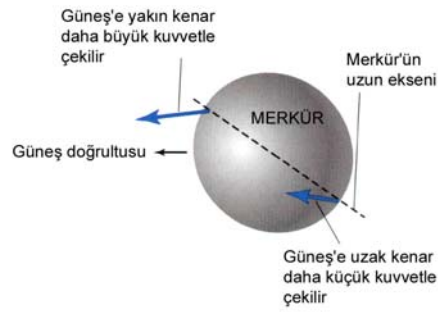 Güneş'e yakın kenar
daha büyük kuvvetle
çekilir
Merkür'ün
uzun ekseni
MERKÜR
Güneş doğrultusu
Güneş'e uzak kenar
daha küçük kuvvetle
çekilir